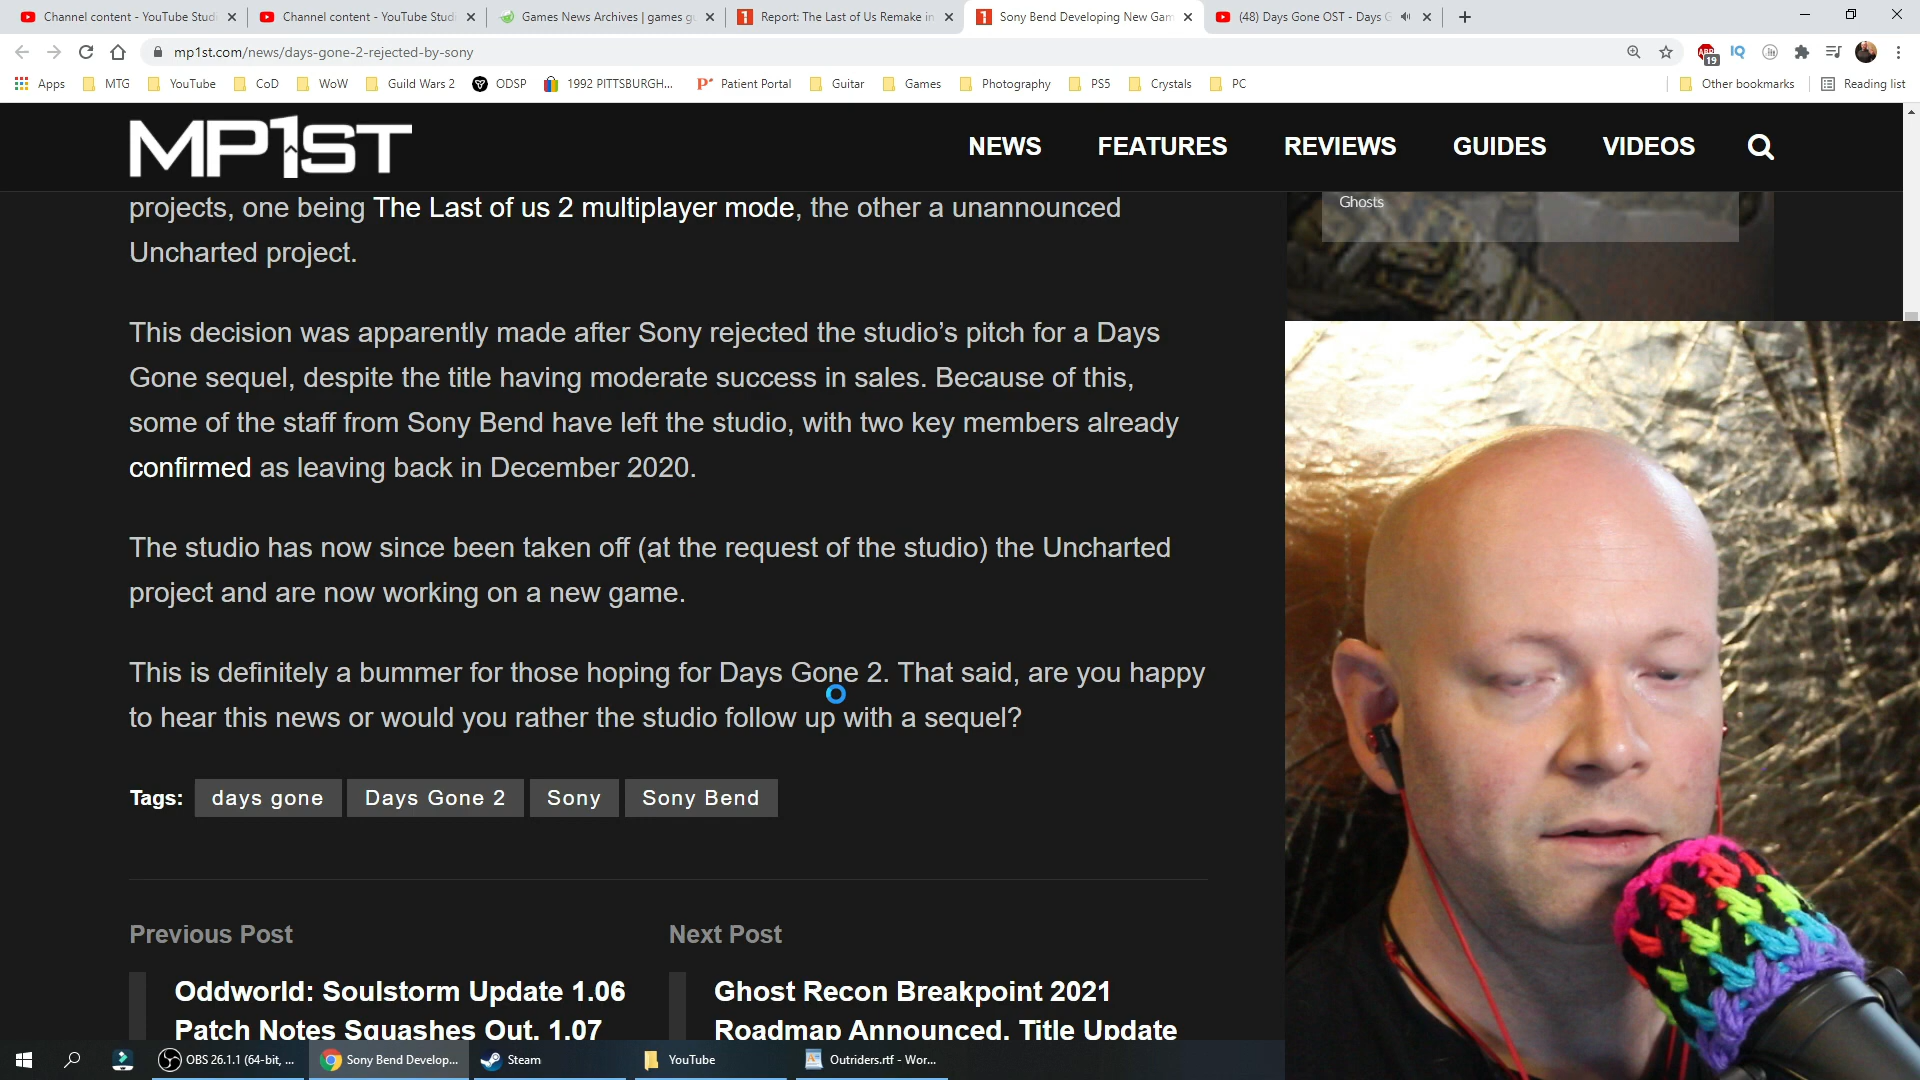 Channel content - YouTube Studi
Channel content - YouTube Studi
Games News Archives | games g
Report: The Last of Us Remake in
Sony Bend Developing New Gam
(48) Days Gone OST - Days G
mp1st.com/news/days-gone-2-rejected-by-sony
ABP
19
IQ
Apps
MTG
YouTube
CoD
WoW
Guild Wars 2
ODSP
1992 PITTSBURGH...
Patient Portal
Guitar
Games
Photography
PS5
Crystals
PC
Other bookmarks
Reading list
MP1ST
NEWS
FEATURES
REVIEWS
GUIDES
VIDEOS
projects, one being The Last of us 2 multiplayer mode, the other a unannounced
Uncharted project.
Ghosts
This decision was apparently made after Sony rejected the studio’s pitch for a Days
Gone sequel, despite the title having moderate success in sales. Because of this,
some of the staff from Sony Bend have left the studio, with two key members already
confirmed as leaving back in December 2020.
The studio has now since been taken off (at the request of the studio) the Uncharted
project and are now working on a new game.
This is definitely a bummer for those hoping for Days Gone 2. That said, are you happy
to hear this news or would you rather the studio follow up with a sequel?
Tags: days gone Days Gone 2 Sony Sony Bend
Previous Post
Next Post
Oddworld: Soulstorm Update 1.06
Patch Notes Squashes Out, 1.07
Ghost Recon Breakpoint 2021
Roadmap Announced, Title Update
OBS 26.1.1 (64-bit, ...
Sony Bend Develop...
Steam
YouTube
Outriders.rtf - Wor...